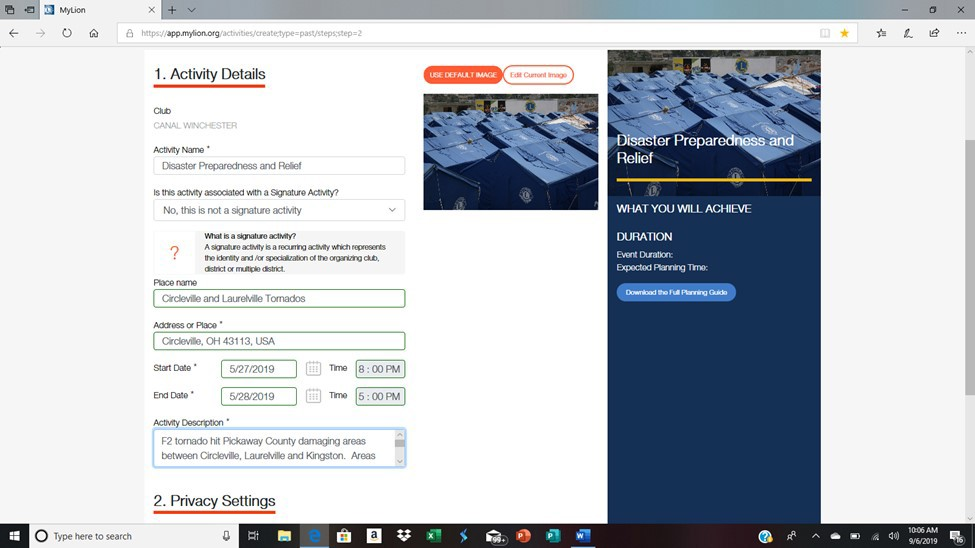 MyLion
https://app.mylion.org/activities/create;type=past/steps;step=2
1. Activity Details
Club
CANAL WINCHESTER
Activity Name *
Disaster Preparedness and Relief
Is this activity associated with a Signature Activity?
No, this is not a signature activity
?
What is a signature activity?
A signature activity is a recurring activity which represents
the identity and /or specialization of the organizing club,
district or multiple district.
Place name
Circleville and Laurelville Tornados
Address or Place *
Circleville, OH 43113, USA
Start Date *
5/27/2019
Time
8 : 00 PM
End Date *
5/28/2019
Time
5 : 00 PM
Activity Description *
F2 tornado hit Pickaway County damaging areas
between Circleville, Laurelville and Kingston. Areas
2. Privacy Settings
USE DEFAULT IMAGE
Edit Current Image
Disaster Preparedness and
Relief
WHAT YOU WILL ACHIEVE
DURATION
Event Duration:
Expected Planning Time:
Download the Full Planning Guide
Type here to search
99+
10:06 AM
9/6/2019
16